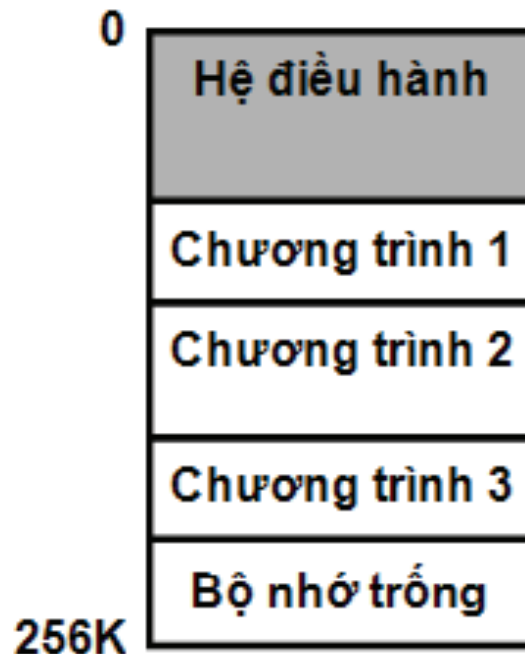 0
Hệ điều hành
Chương trình 1
Chương trình 2
Chương trình 3
Bộ nhớ trống
256K